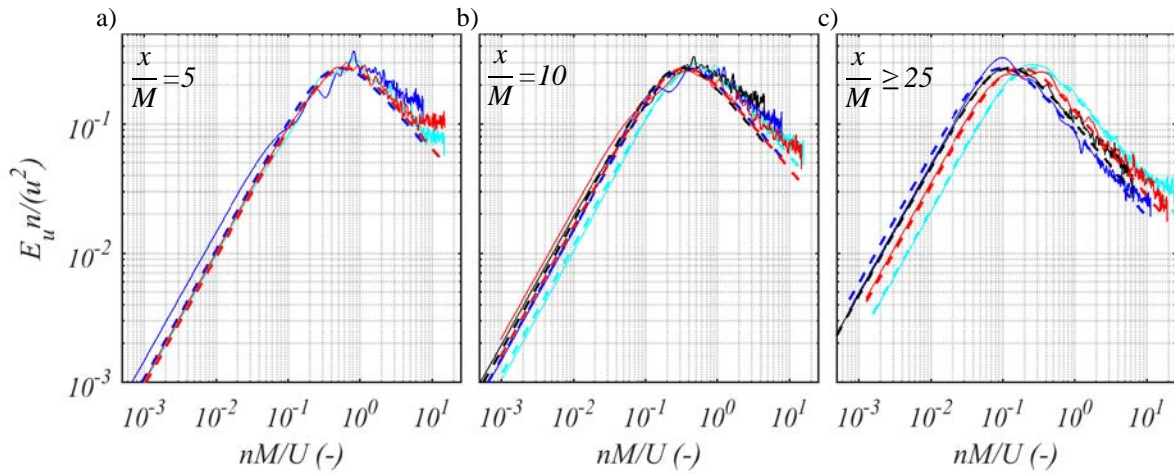 a) b) c)
x/M =5
x/M =10
x/M ≥ 25
E_u n/(u^2)
10^-1
10^-2
10^-3
10^-3 10^-2 10^-1 10^0 10^1
10^-3 10^-2 10^-1 10^0 10^1
10^-3 10^-2 10^-1 10^0 10^1
nM/U (-)
nM/U (-)
nM/U (-)